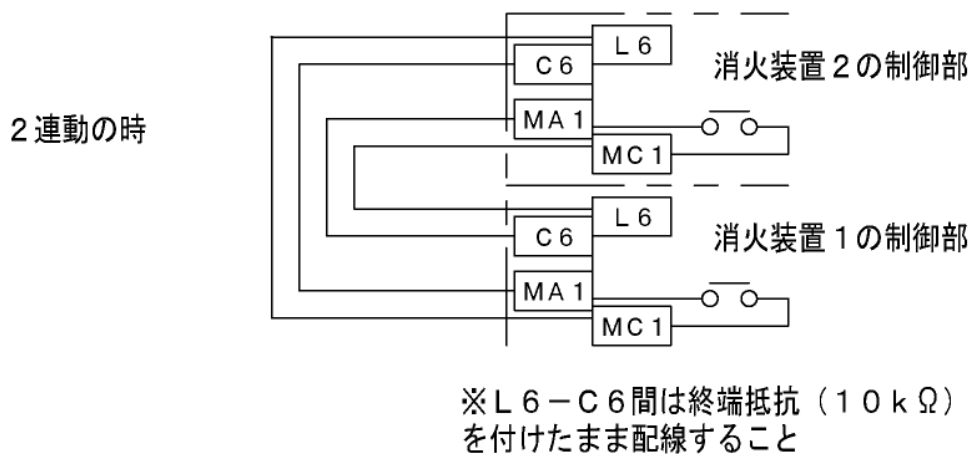 L6
C6
消火装置2の制御部
MA1
MC1
2連動の時
L6
C6
消火装置1の制御部
MA1
MC1
※L6-C6間は終端抵抗(10kΩ)
を付けたまま配線すること